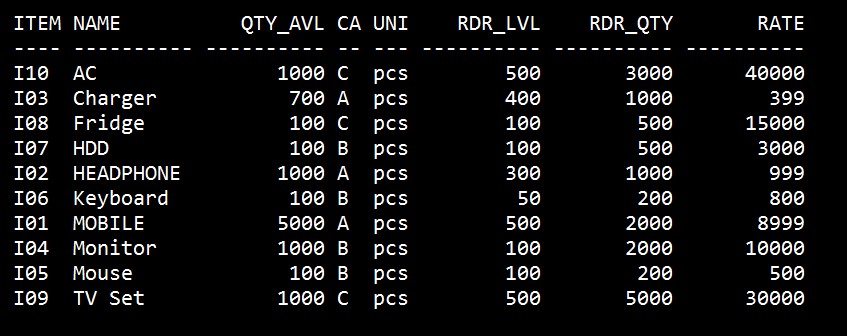 ITEM NAME QTY_AVL CA UNI RDR_LVL RDR_QTY RATE
---- ---------- ---------- -- --- ---------- ---------- ----------
I10 AC 1000 C pcs 500 3000 40000
I03 Charger 700 A pcs 400 1000 399
I08 Fridge 100 C pcs 100 500 15000
I07 HDD 100 B pcs 100 500 3000
I02 HEADPHONE 1000 A pcs 300 1000 999
I06 Keyboard 100 B pcs 50 200 800
I01 MOBILE 5000 A pcs 500 2000 8999
I04 Monitor 1000 B pcs 100 2000 10000
I05 Mouse 100 B pcs 100 200 500
I09 TV Set 1000 C pcs 500 5000 30000